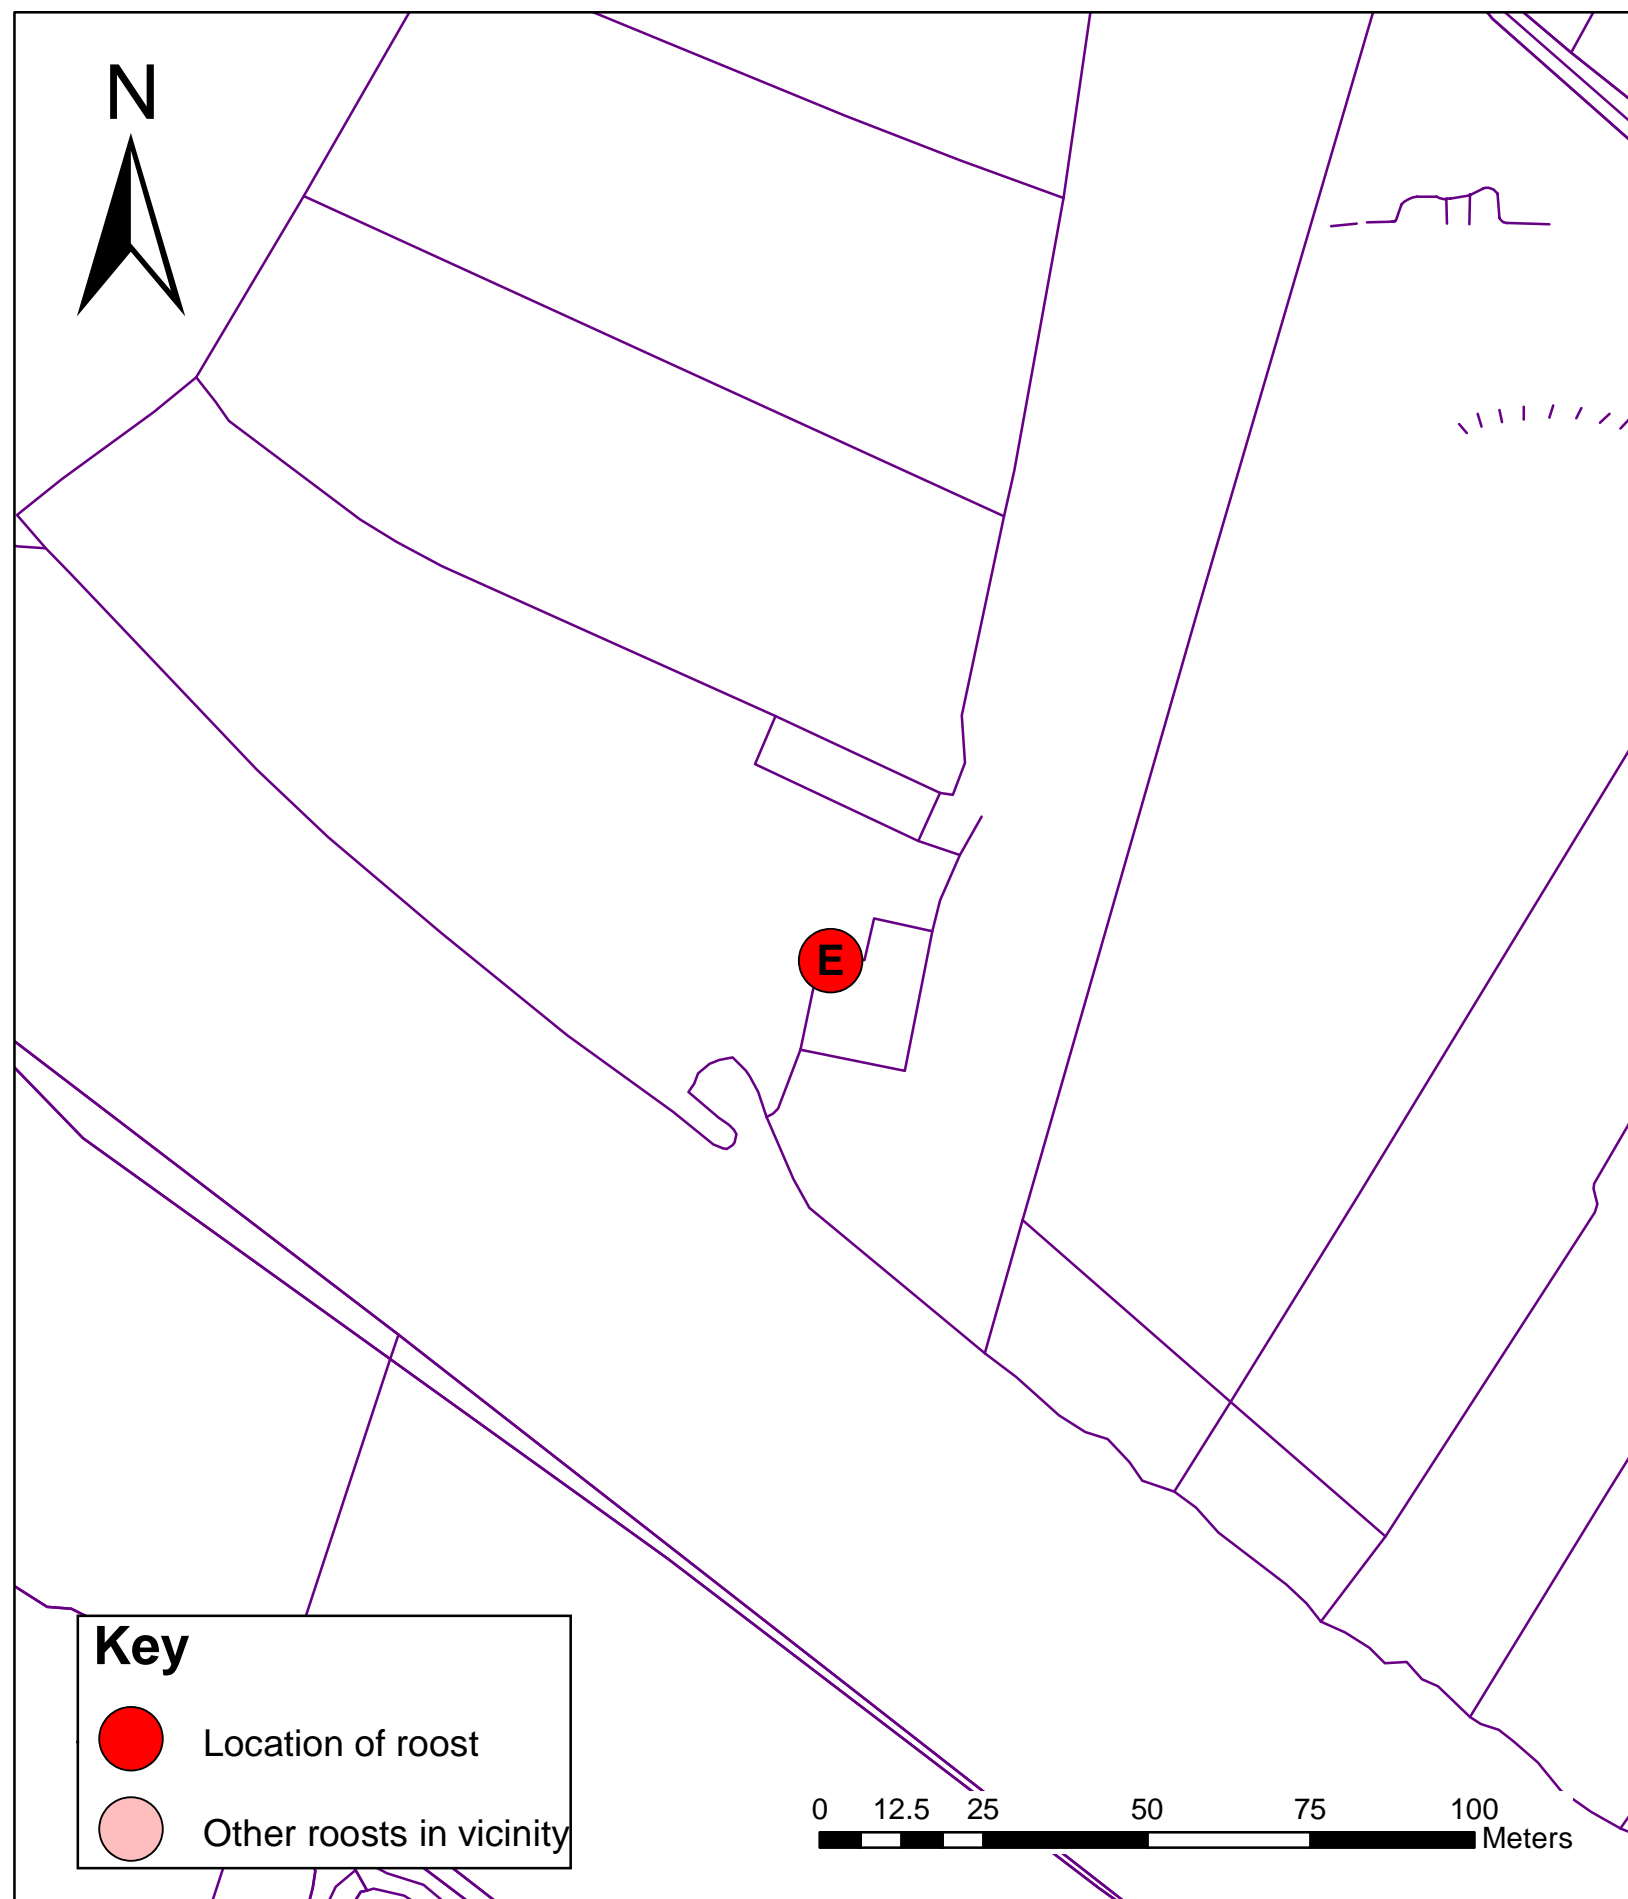 N
E
Key
Location of roost
Other roosts in vicinity
0 12.5 25 50 75 100
Meters